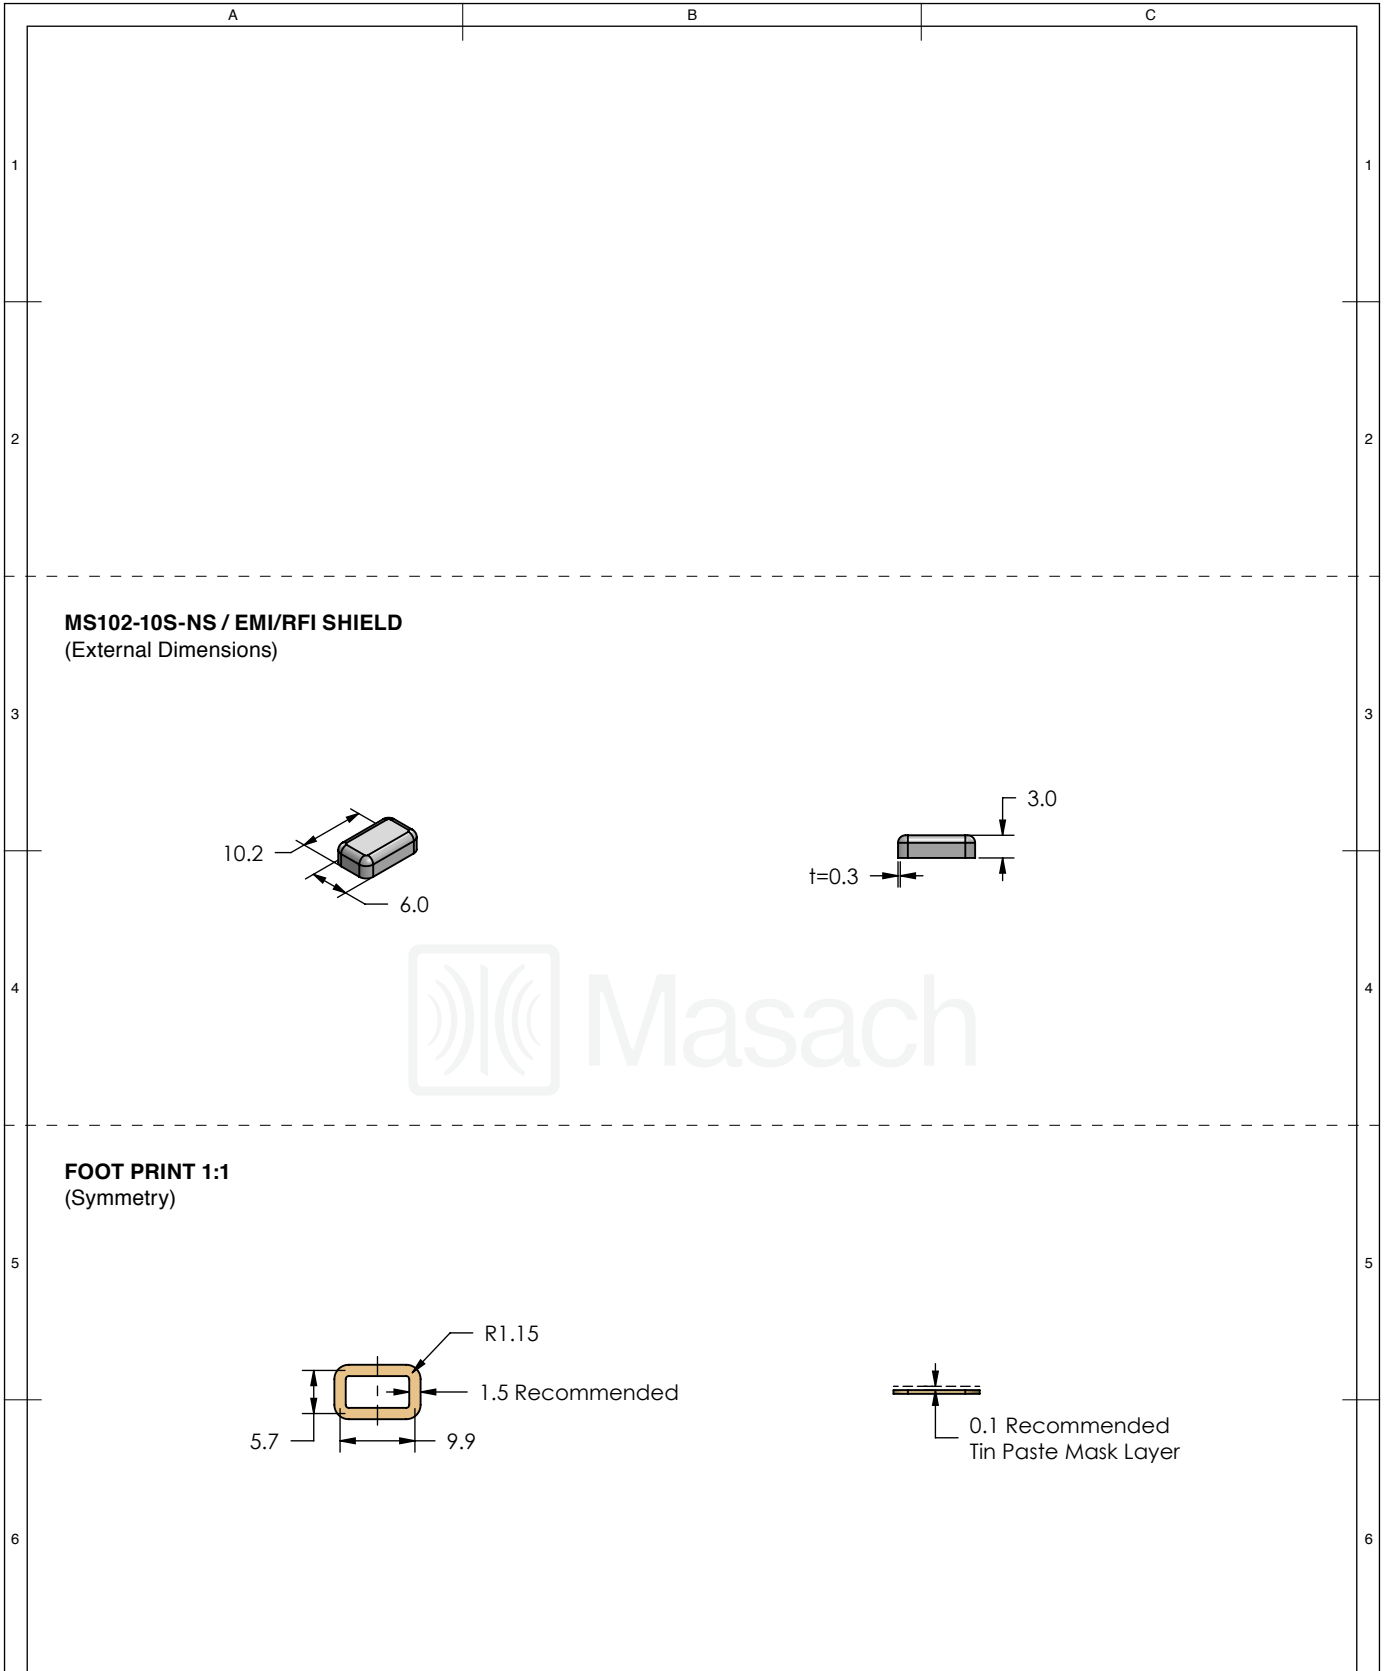 A B C
1 1
2 2
MS102-10S-NS / EMI/RFI SHIELD
(External Dimensions)
3 3
3.0
10.2
t=0.3
6.0
4 4
Masach
FOOT PRINT 1:1
(Symmetry)
5 5
R1.15
1.5 Recommended
0.1 Recommended
5.7 9.9
Tin Paste Mask Layer
6 6